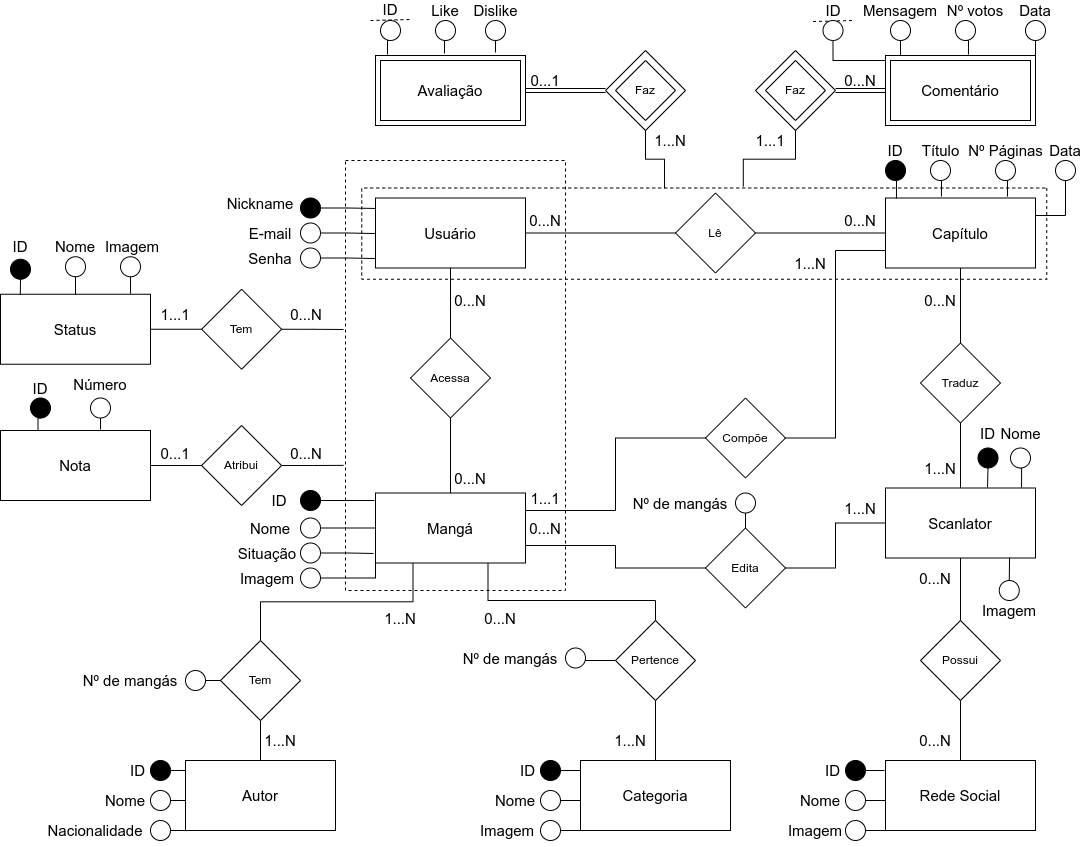 ID Like Dislike
ID Mensagem Nº votos Data
Avaliação
0...1
Faz
Faz
0...N
Comentário
1...N
1...1
ID Título Nº Páginas Data
Nickname
E-mail
Senha
Usuário
0...N
Lê
0...N
Capítulo
1...N
ID Nome Imagem
Status
1...1
Tem
0...N
0...N
0...N
Acessa
Traduz
ID Número
Nota
0...1
Atribui
0...N
0...N
Compõe
ID Nome
1...N
ID
Nome
Situação
Imagem
Mangá
1...1
0...N
Nº de mangás
Edita
1...N
Scanlator
0...N
Imagem
1...N
0...N
Nº de mangás
Tem
Nº de mangás
Pertence
Possui
1...N
1...N
0...N
ID
Nome
Nacionalidade
Autor
ID
Nome
Imagem
Categoria
ID
Nome
Imagem
Rede Social